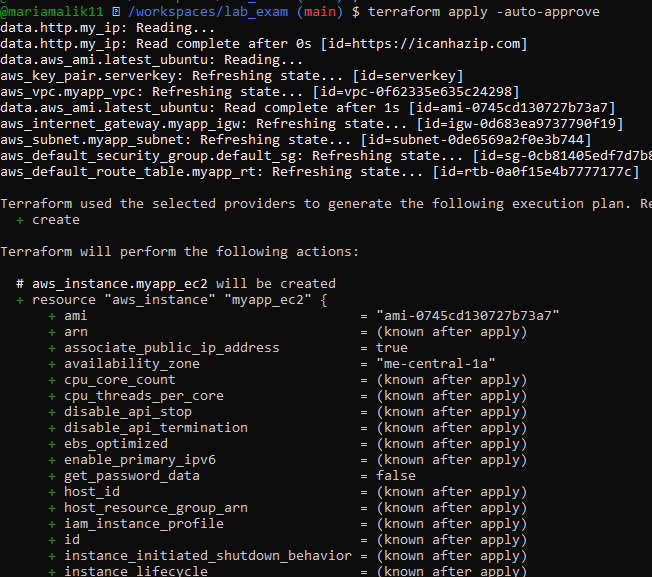 @mariamalik11 /workspaces/lab_exam (main) $ terraform apply -auto-approve
data.http.my_ip: Reading...
data.http.my_ip: Read complete after 0s [id=https://icanhazip.com]
data.aws_ami.latest_ubuntu: Reading...
aws_key_pair.serverkey: Refreshing state... [id=serverkey]
aws_vpc.myapp_vpc: Refreshing state... [id=vpc-0f62335e635c24298]
data.aws_ami.latest_ubuntu: Read complete after 1s [id=ami-0745cd130727b73a7]
aws_internet_gateway.myapp_igw: Refreshing state... [id=igw-0d683ea9737790f19]
aws_subnet.myapp_subnet: Refreshing state... [id=subnet-0de6569a2f0e3b744]
aws_default_security_group.default_sg: Refreshing state... [id=sg-0cb81405edf7d7b8
aws_default_route_table.myapp_rt: Refreshing state... [id=rtb-0a0f15e4b7777177c]
Terraform used the selected providers to generate the following execution plan. Re
+ create
Terraform will perform the following actions:
# aws_instance.myapp_ec2 will be created
+ resource "aws_instance" "myapp_ec2" {
+ ami = "ami-0745cd130727b73a7"
+ arn = (known after apply)
+ associate_public_ip_address = true
+ availability_zone = "me-central-1a"
+ cpu_core_count = (known after apply)
+ cpu_threads_per_core = (known after apply)
+ disable_api_stop = (known after apply)
+ disable_api_termination = (known after apply)
+ ebs_optimized = (known after apply)
+ enable_primary_ipv6 = (known after apply)
+ get_password_data = false
+ host_id = (known after apply)
+ host_resource_group_arn = (known after apply)
+ iam_instance_profile = (known after apply)
+ id = (known after apply)
+ instance_initiated_shutdown_behavior = (known after apply)
+ instance_lifecycle = (known after apply)